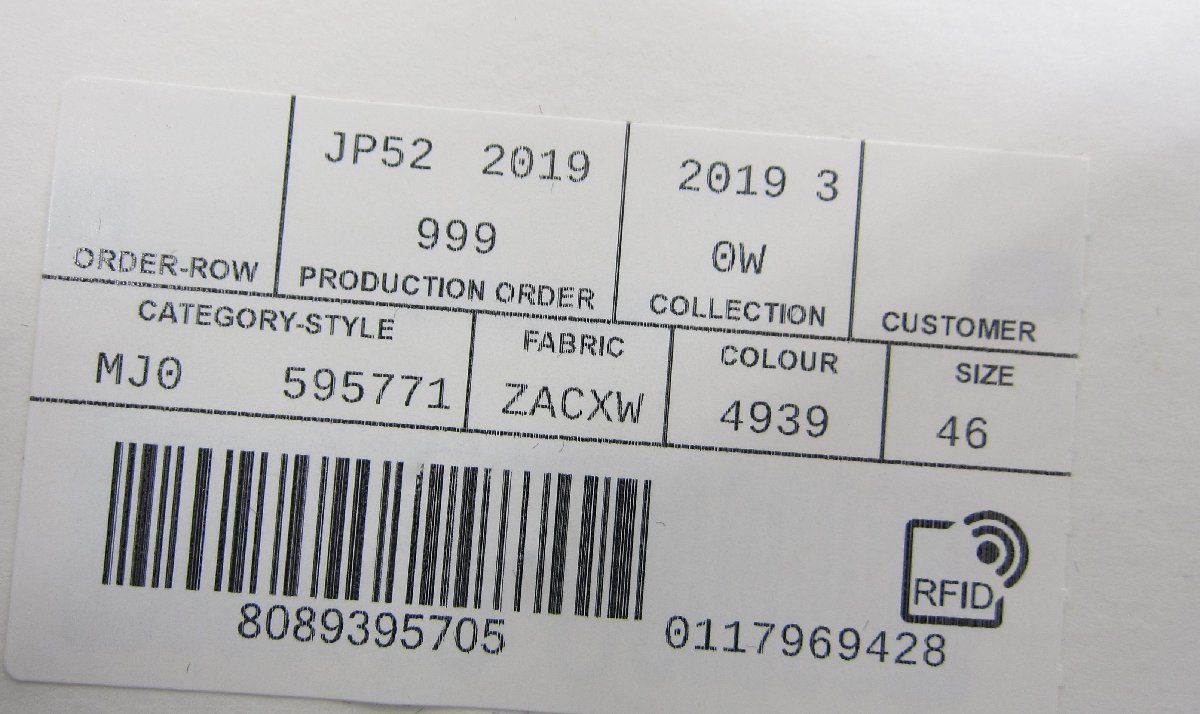 JP52 2019
999
PRODUCTION ORDER
2019 3
0W
COLLECTION
ORDER-ROW
CUSTOMER
CATEGORY-STYLE
MJ0 595771
FABRIC
ZACXW
COLOUR
4939
SIZE
46
8089395705
0117969428
RFID